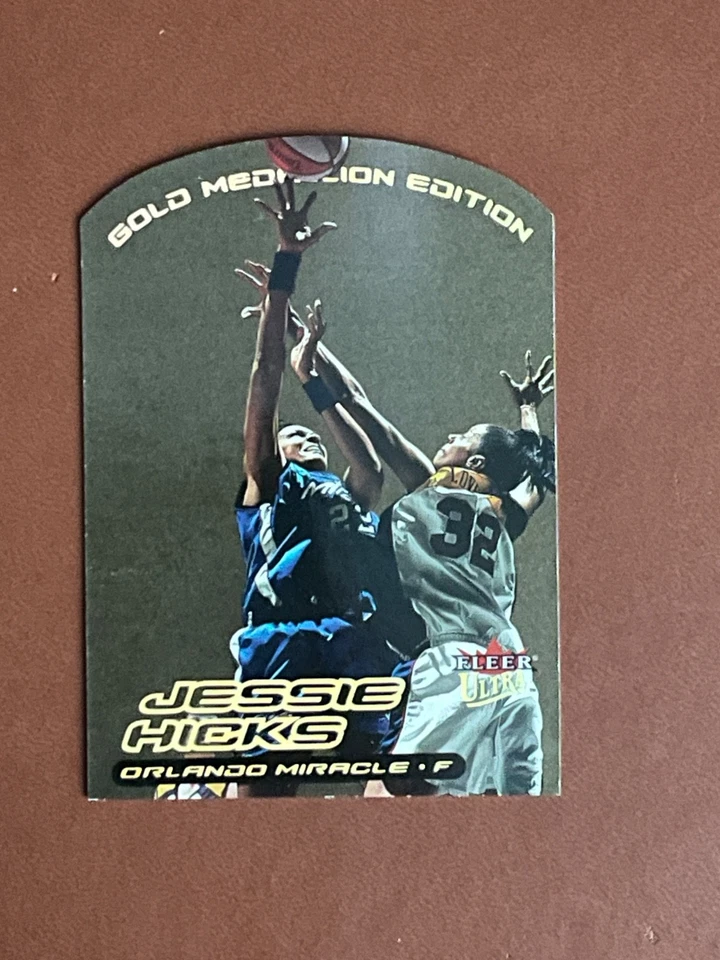 GOLD MEDALLION EDITION
32
FLEER®
ULTRA
JESSIE
HICKS
ORLANDO MIRACLE • F